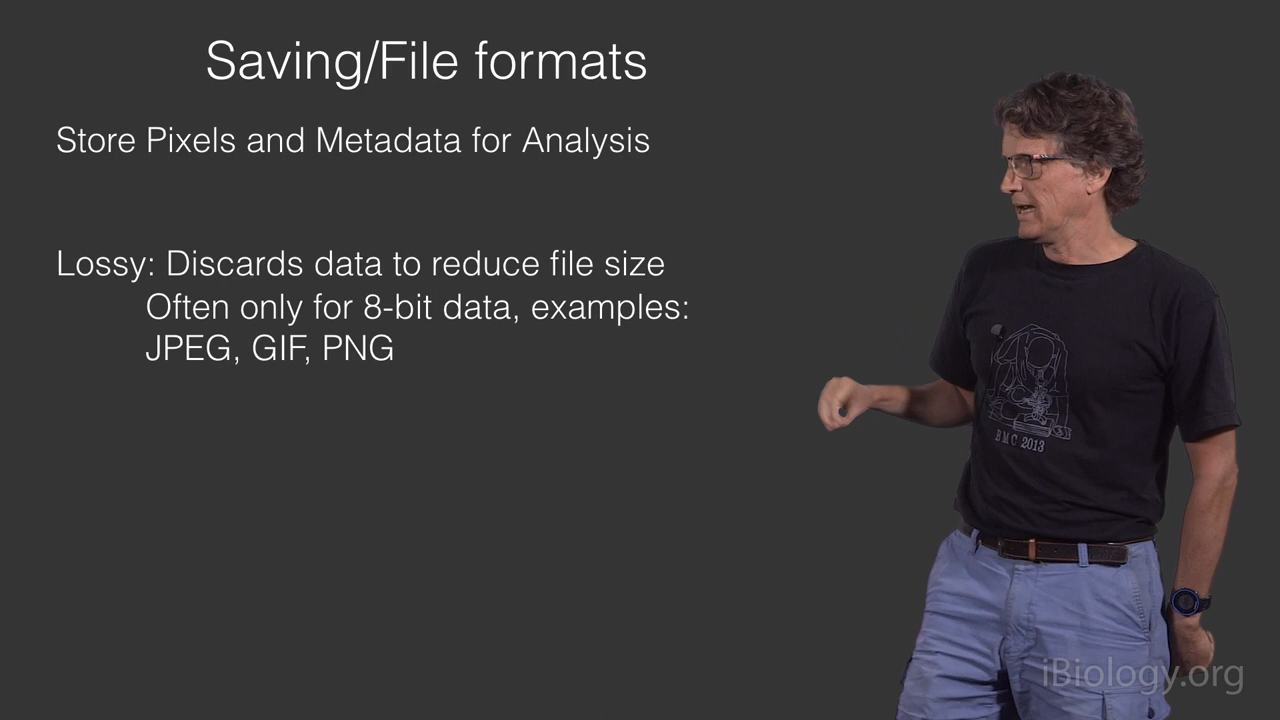 Saving/File formats
Store Pixels and Metadata for Analysis
Lossy: Discards data to reduce file size
Often only for 8-bit data, examples:
JPEG, GIF, PNG
BMC 2013
iBiology.org